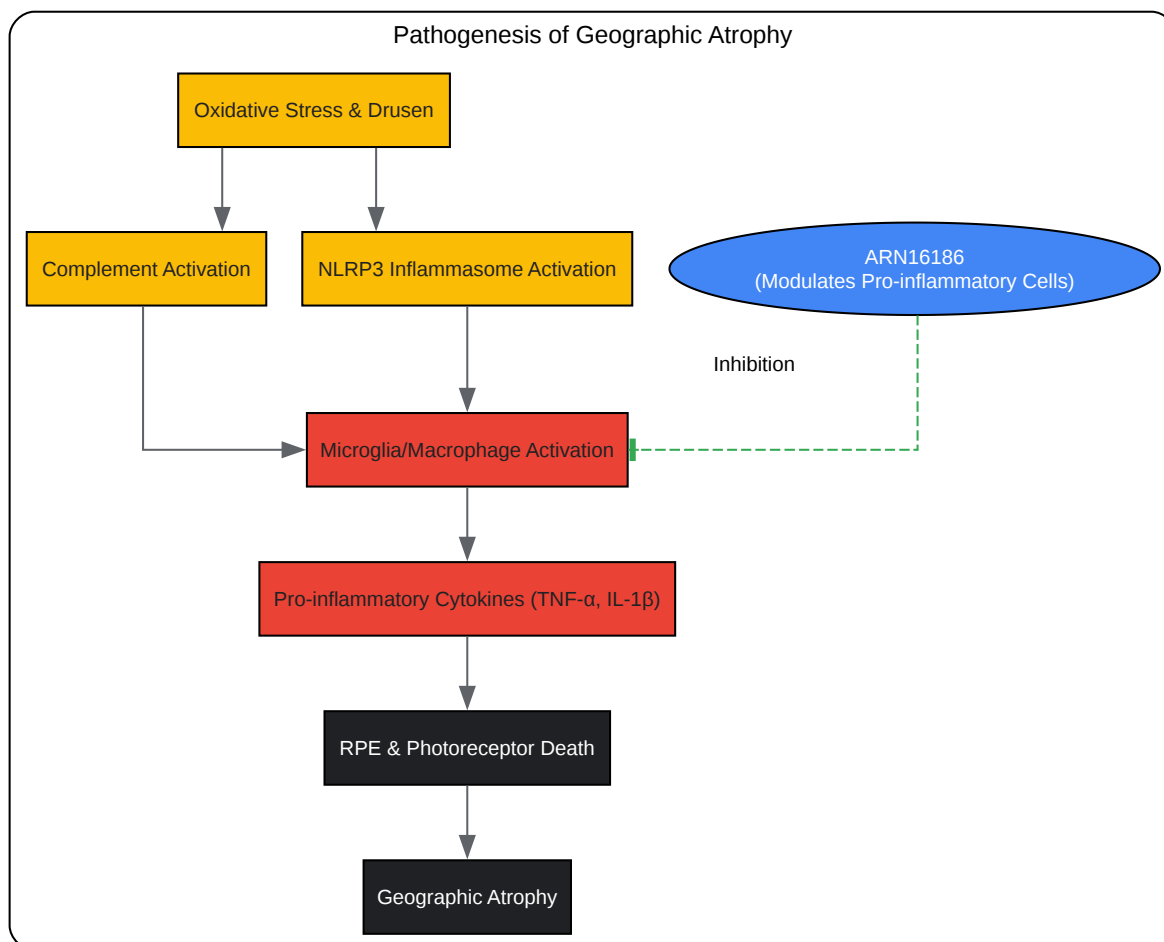 Pathogenesis of Geographic Atrophy
Oxidative Stress & Drusen
Complement Activation
NLRP3 Inflammasome Activation
ARN16186
(Modulates Pro-inflammatory Cells)
Inhibition
Microglia/Macrophage Activation
Pro-inflammatory Cytokines (TNF-α, IL-1β)
RPE & Photoreceptor Death
Geographic Atrophy